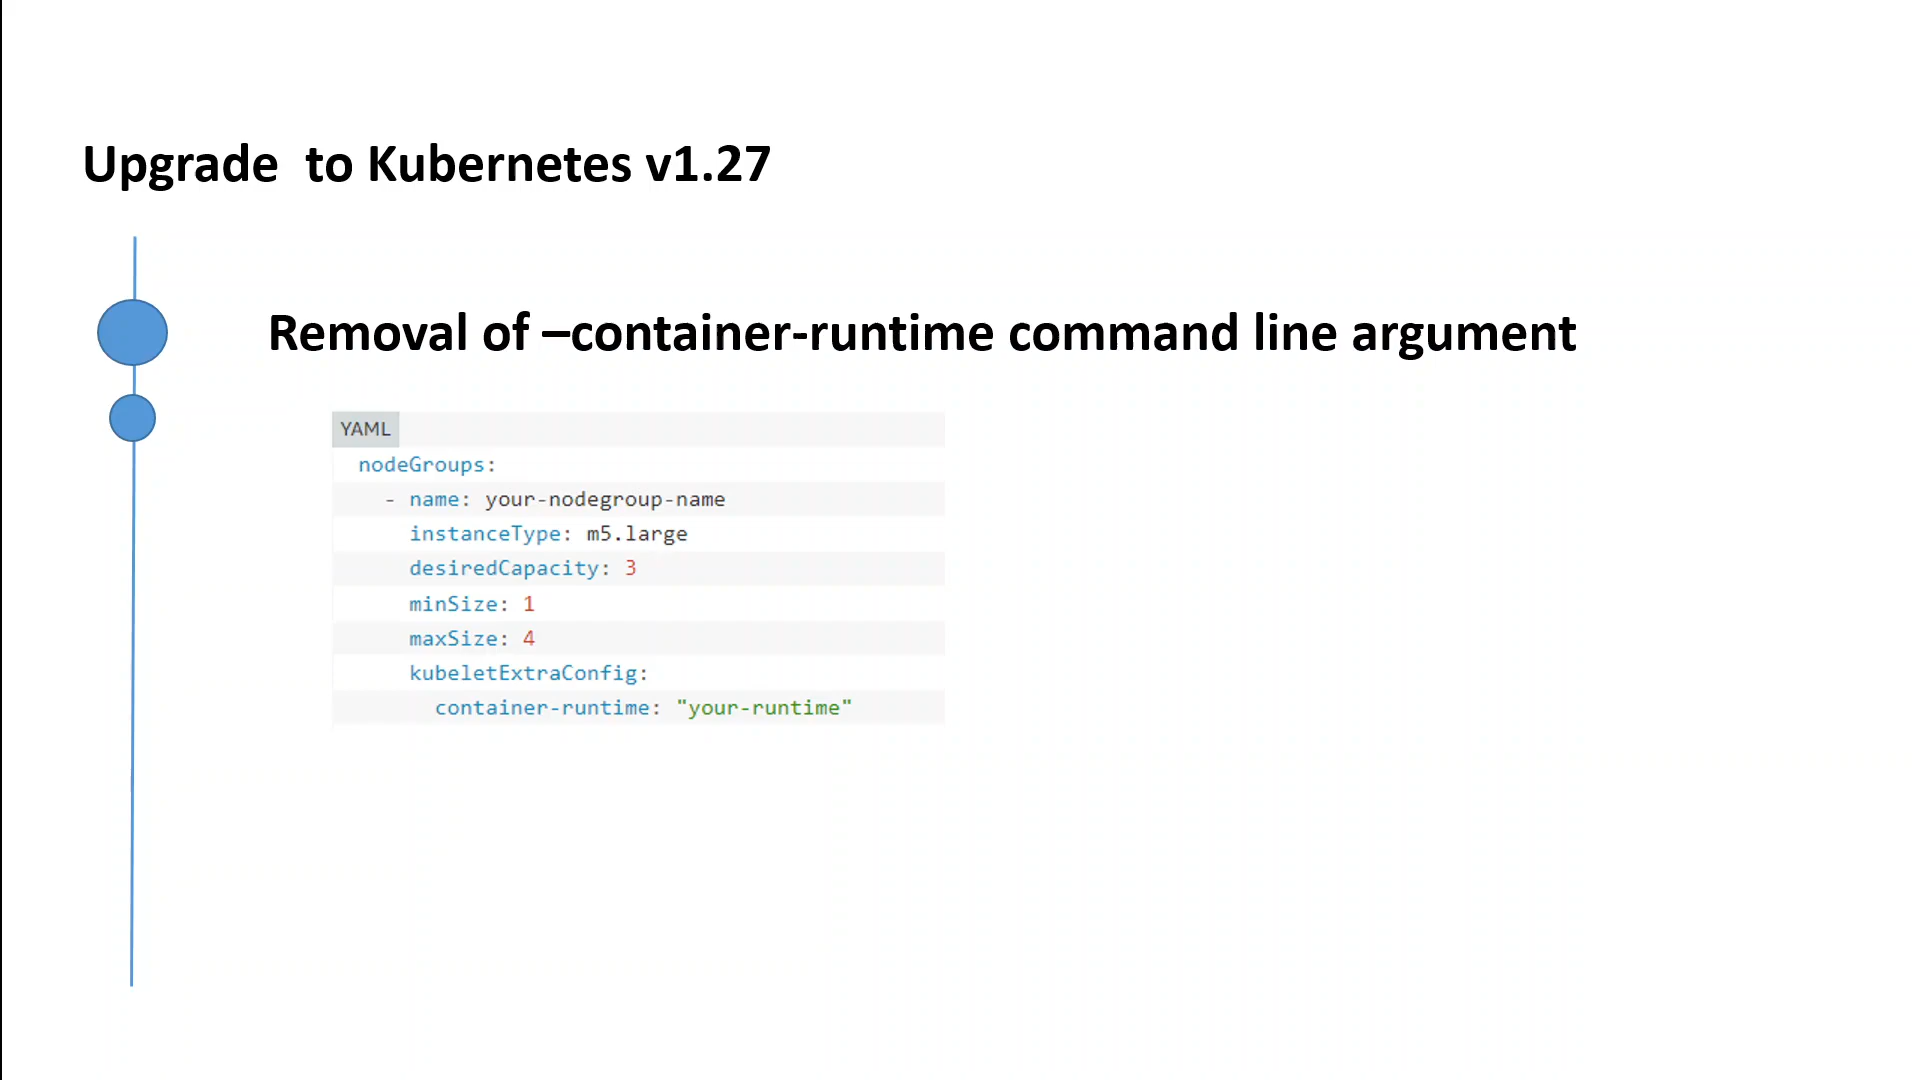 Upgrade  to Kubernetes v1.27
Removal of –container-runtime command line argument
YAML
nodeGroups:
- name: your-nodegroup-name
instanceType: m5.large
desiredCapacity: 3
minSize: 1
maxSize: 4
kubeletExtraConfig:
container-runtime: "your-runtime"